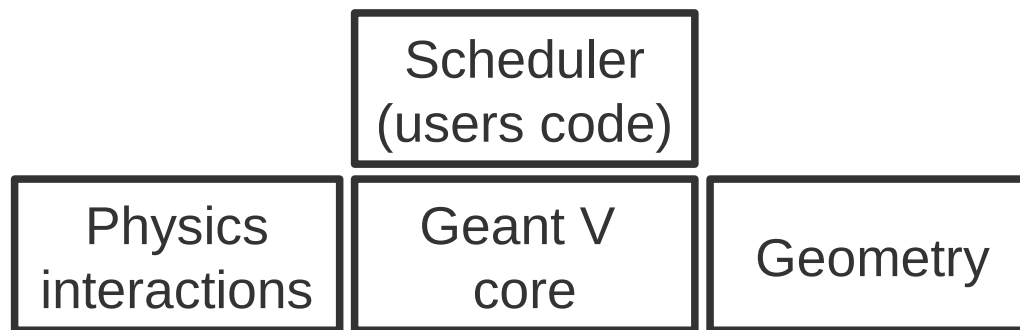 Scheduler
(users code)
Physics
interactions
Geant V
core
Geometry